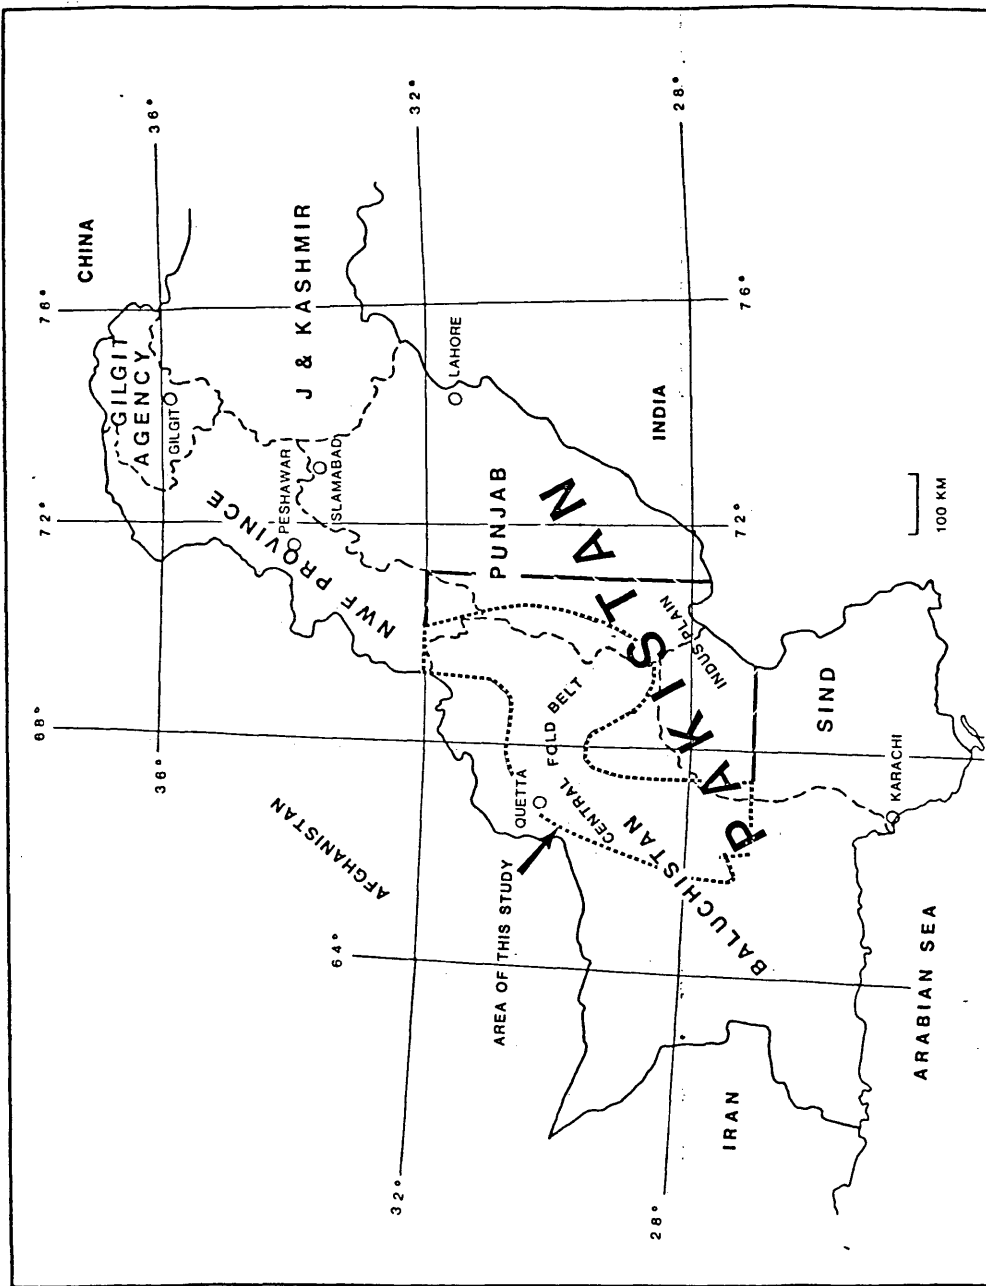 68°
72°
76°
CHINA
GILGIT
AGENCY
GILGIT
36°
36°
AFGHANISTAN
NWF PROVINCE
PESHAWAR
ISLAMABAD
J & KASHMIR
64°
32°
32°
LAHORE
AREA OF THIS STUDY
QUETTA
CENTRAL FOLD BELT
PUNJAB
PAKISTAN
BALUCHISTAN
INDUS PLAIN
INDIA
28°
28°
72°
76°
IRAN
SIND
KARACHI
ARABIAN SEA
100 KM